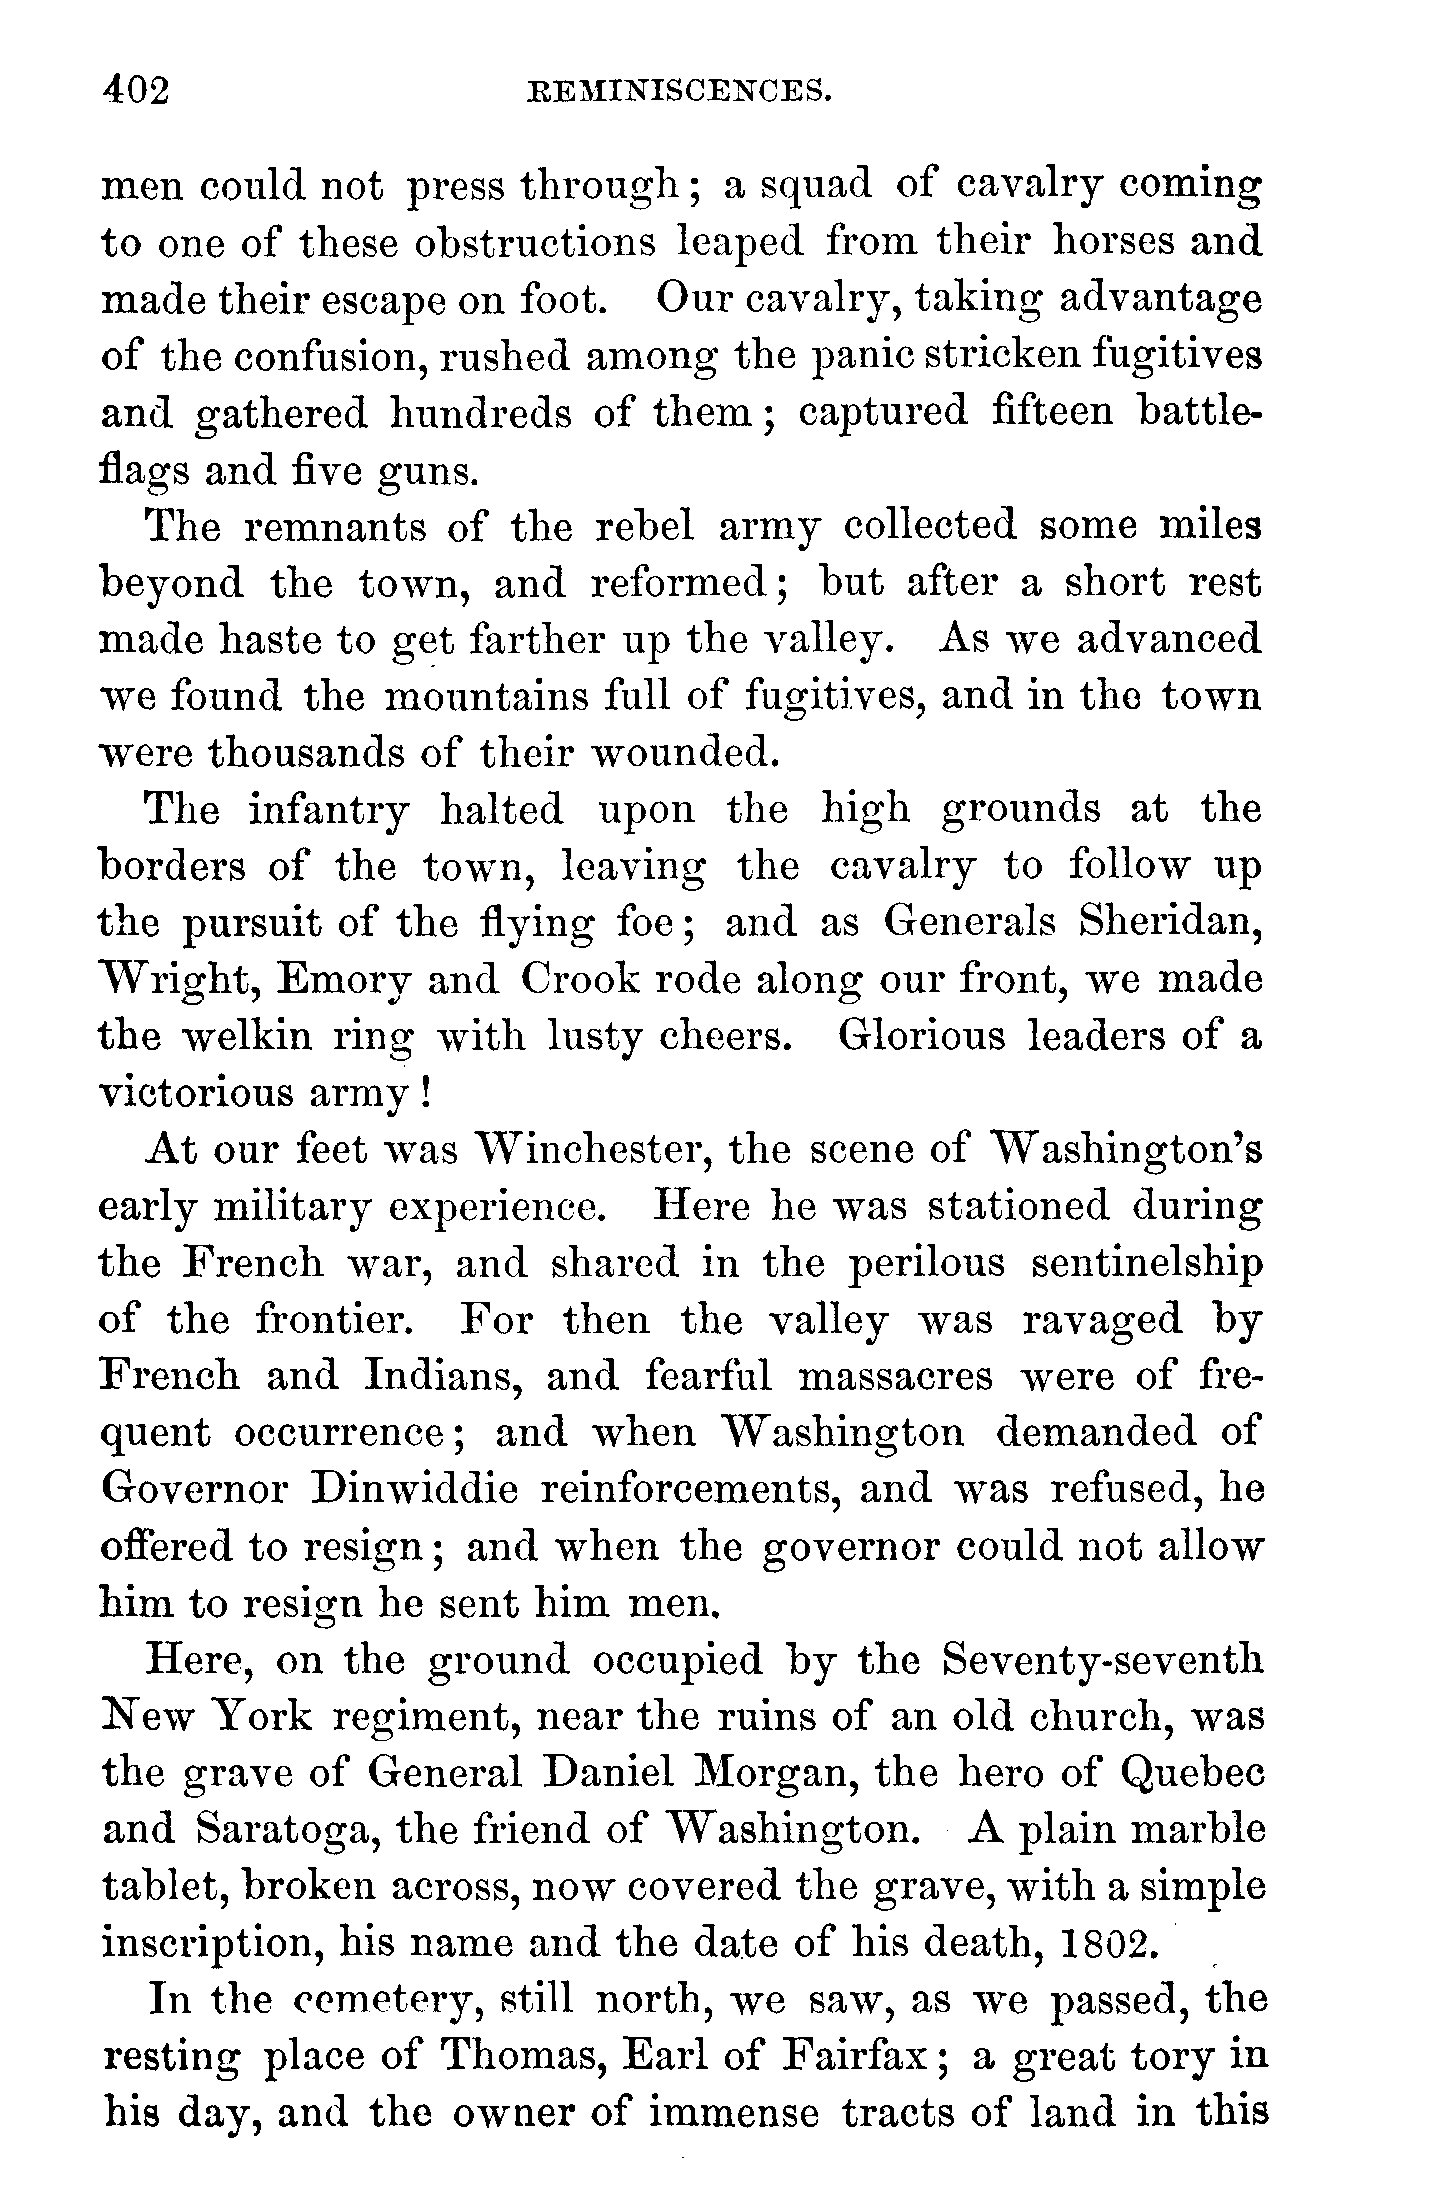 402 REMINISCENCES.
men could not press through; a squad of cavalry coming
to one of these obstructions leaped from their horses and
made their escape on foot. Our cavalry, taking advantage
of the confusion, rushed among the panic stricken fugitives
and gathered hundreds of them; captured fifteen battle-
flags and five guns.
The remnants of the rebel army collected some miles
beyond the town, and reformed; but after a short rest
made haste to get farther up the valley. As we advanced
we found the mountains full of fugitives, and in the town
were thousands of their wounded.
The infantry halted upon the high grounds at the
borders of the town, leaving the cavalry to follow up
the pursuit of the flying foe; and as Generals Sheridan,
Wright, Emory and Crook rode along our front, we made
the welkin ring with lusty cheers. Glorious leaders of a
victorious army!
At our feet was Winchester, the scene of Washington's
early military experience. Here he was stationed during
the French war, and shared in the perilous sentinelship
of the frontier. For then the valley was ravaged by
French and Indians, and fearful massacres were of fre-
quent occurrence; and when Washington demanded of
Governor Dinwiddie reinforcements, and was refused, he
offered to resign; and when the governor could not allow
him to resign he sent him men.
Here, on the ground occupied by the Seventy-seventh
New York regiment, near the ruins of an old church, was
the grave of General Daniel Morgan, the hero of Quebec
and Saratoga, the friend of Washington. A plain marble
tablet, broken across, now covered the grave, with a simple
inscription, his name and the date of his death, 1802.
In the cemetery, still north, we saw, as we passed, the
resting place of Thomas, Earl of Fairfax; a great tory in
his day, and the owner of immense tracts of land in this